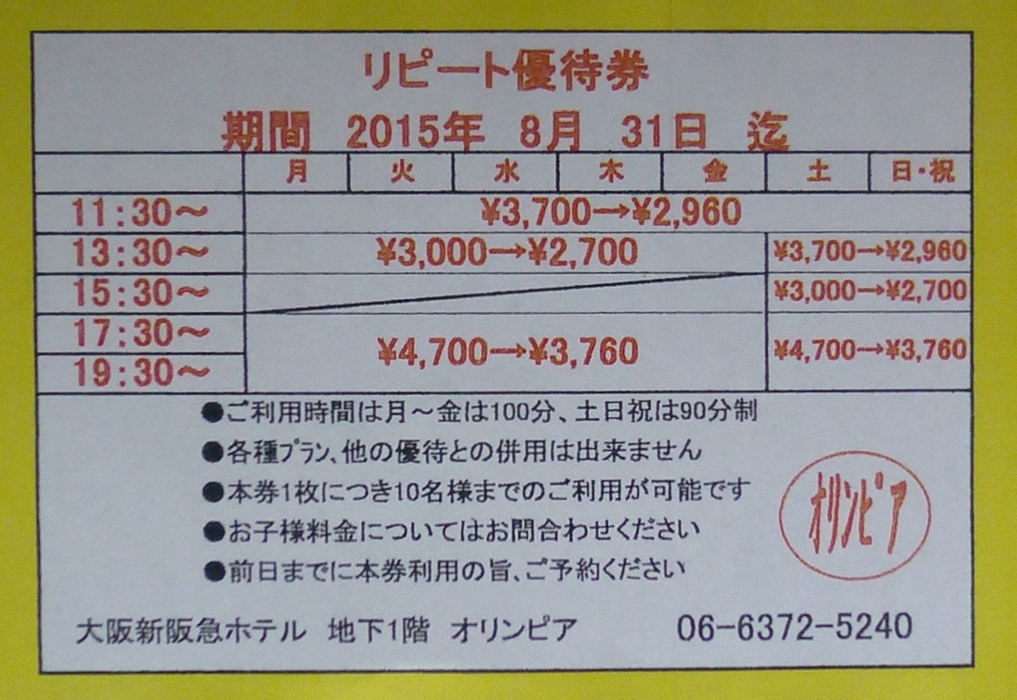 リピート優待券
期間 2015年 8月 31日 迄
月 火 水 木 金 土 日・祝
11:30～ ¥3,700→¥2,960
13:30～ ¥3,000→¥2,700 ¥3,700→¥2,960
15:30～ ¥3,000→¥2,700
17:30～
¥4,700→¥3,760 ¥4,700→¥3,760
19:30～
●ご利用時間は月～金は100分、土日祝は90分制
●各種ﾌﾟﾗﾝ、他の優待との併用は出来ません
●本券1枚につき10名様までのご利用が可能です
●お子様料金についてはお問合わせください
●前日までに本券利用の旨、ご予約ください
ｵﾘﾝﾋﾟｱ
大阪新阪急ホテル 地下1階 オリンピア 06-6372-5240